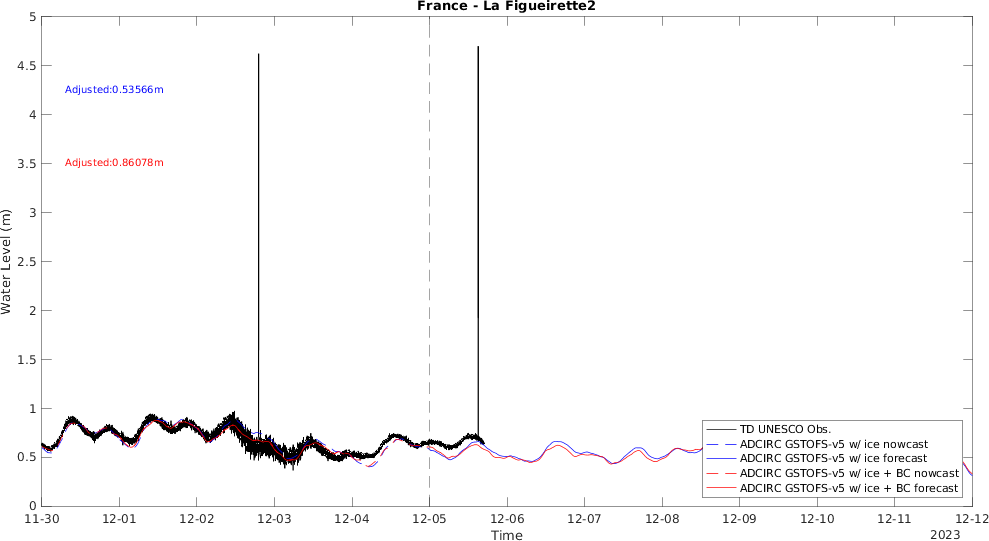 France - La Figueirette2
5
4.5
4
3.5
3
2.5
2
1.5
1
0.5
0
Water Level (m)
Adjusted:0.53566m
Adjusted:0.86078m
TD UNESCO Obs.
ADCIRC GSTOFS-v5 w/ ice nowcast
ADCIRC GSTOFS-v5 w/ ice forecast
ADCIRC GSTOFS-v5 w/ ice + BC nowcast
ADCIRC GSTOFS-v5 w/ ice + BC forecast
11-30 12-01 12-02 12-03 12-04 12-05 12-06 12-07 12-08 12-09 12-10 12-11 12-12
Time
2023